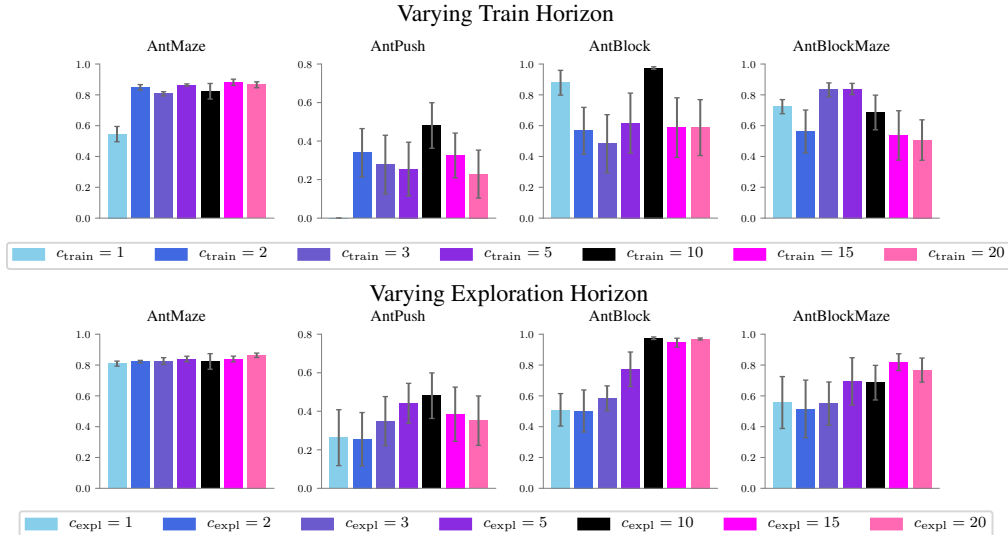 Varying Train Horizon
AntMaze AntPush AntBlock AntBlockMaze
1.0 0.8 1.0 1.0
0.8 0.6 0.8 0.8
0.6 0.4 0.6 0.6
0.4 0.2 0.4 0.4
0.2 0.2 0.2
0.0 0.0 0.0 0.0
c_train = 1 c_train = 2 c_train = 3 c_train = 5 c_train = 10 c_train = 15 c_train = 20
Varying Exploration Horizon
AntMaze AntPush AntBlock AntBlockMaze
1.0 0.8 1.0 1.0
0.8 0.6 0.8 0.8
0.6 0.4 0.6 0.6
0.4 0.2 0.4 0.4
0.2 0.2 0.2
0.0 0.0 0.0 0.0
c_expl = 1 c_expl = 2 c_expl = 3 c_expl = 5 c_expl = 10 c_expl = 15 c_expl = 20